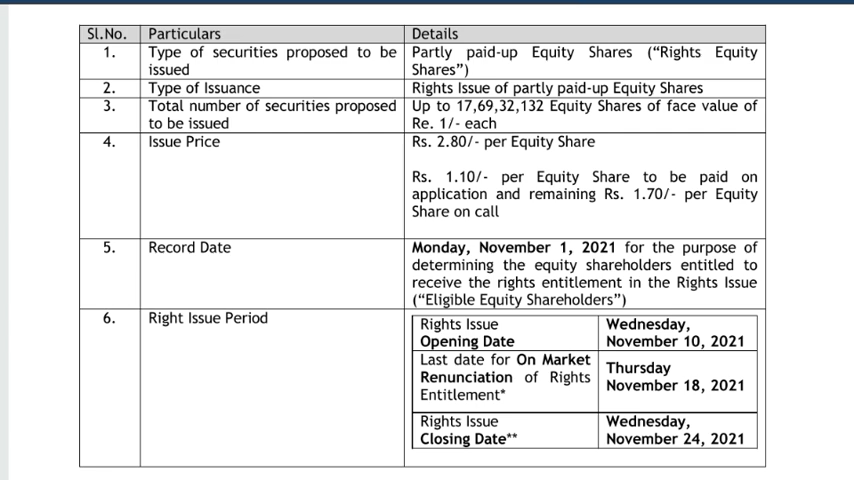 Sl.No. Particulars Details
1. Type of securities proposed to be issued Partly paid-up Equity Shares (“Rights Equity Shares”)
2. Type of Issuance Rights Issue of partly paid-up Equity Shares
3. Total number of securities proposed to be issued Up to 17,69,32,132 Equity Shares of face value of Re. 1/- each
4. Issue Price Rs. 2.80/- per Equity Share
Rs. 1.10/- per Equity Share to be paid on
application and remaining Rs. 1.70/- per Equity
Share on call
5. Record Date Monday, November 1, 2021 for the purpose of
determining the equity shareholders entitled to
receive the rights entitlement in the Rights Issue
(“Eligible Equity Shareholders”)
6. Right Issue Period
Rights Issue Opening Date Wednesday, November 10, 2021
Last date for On Market Renunciation of Rights Entitlement* Thursday November 18, 2021
Rights Issue Closing Date** Wednesday, November 24, 2021